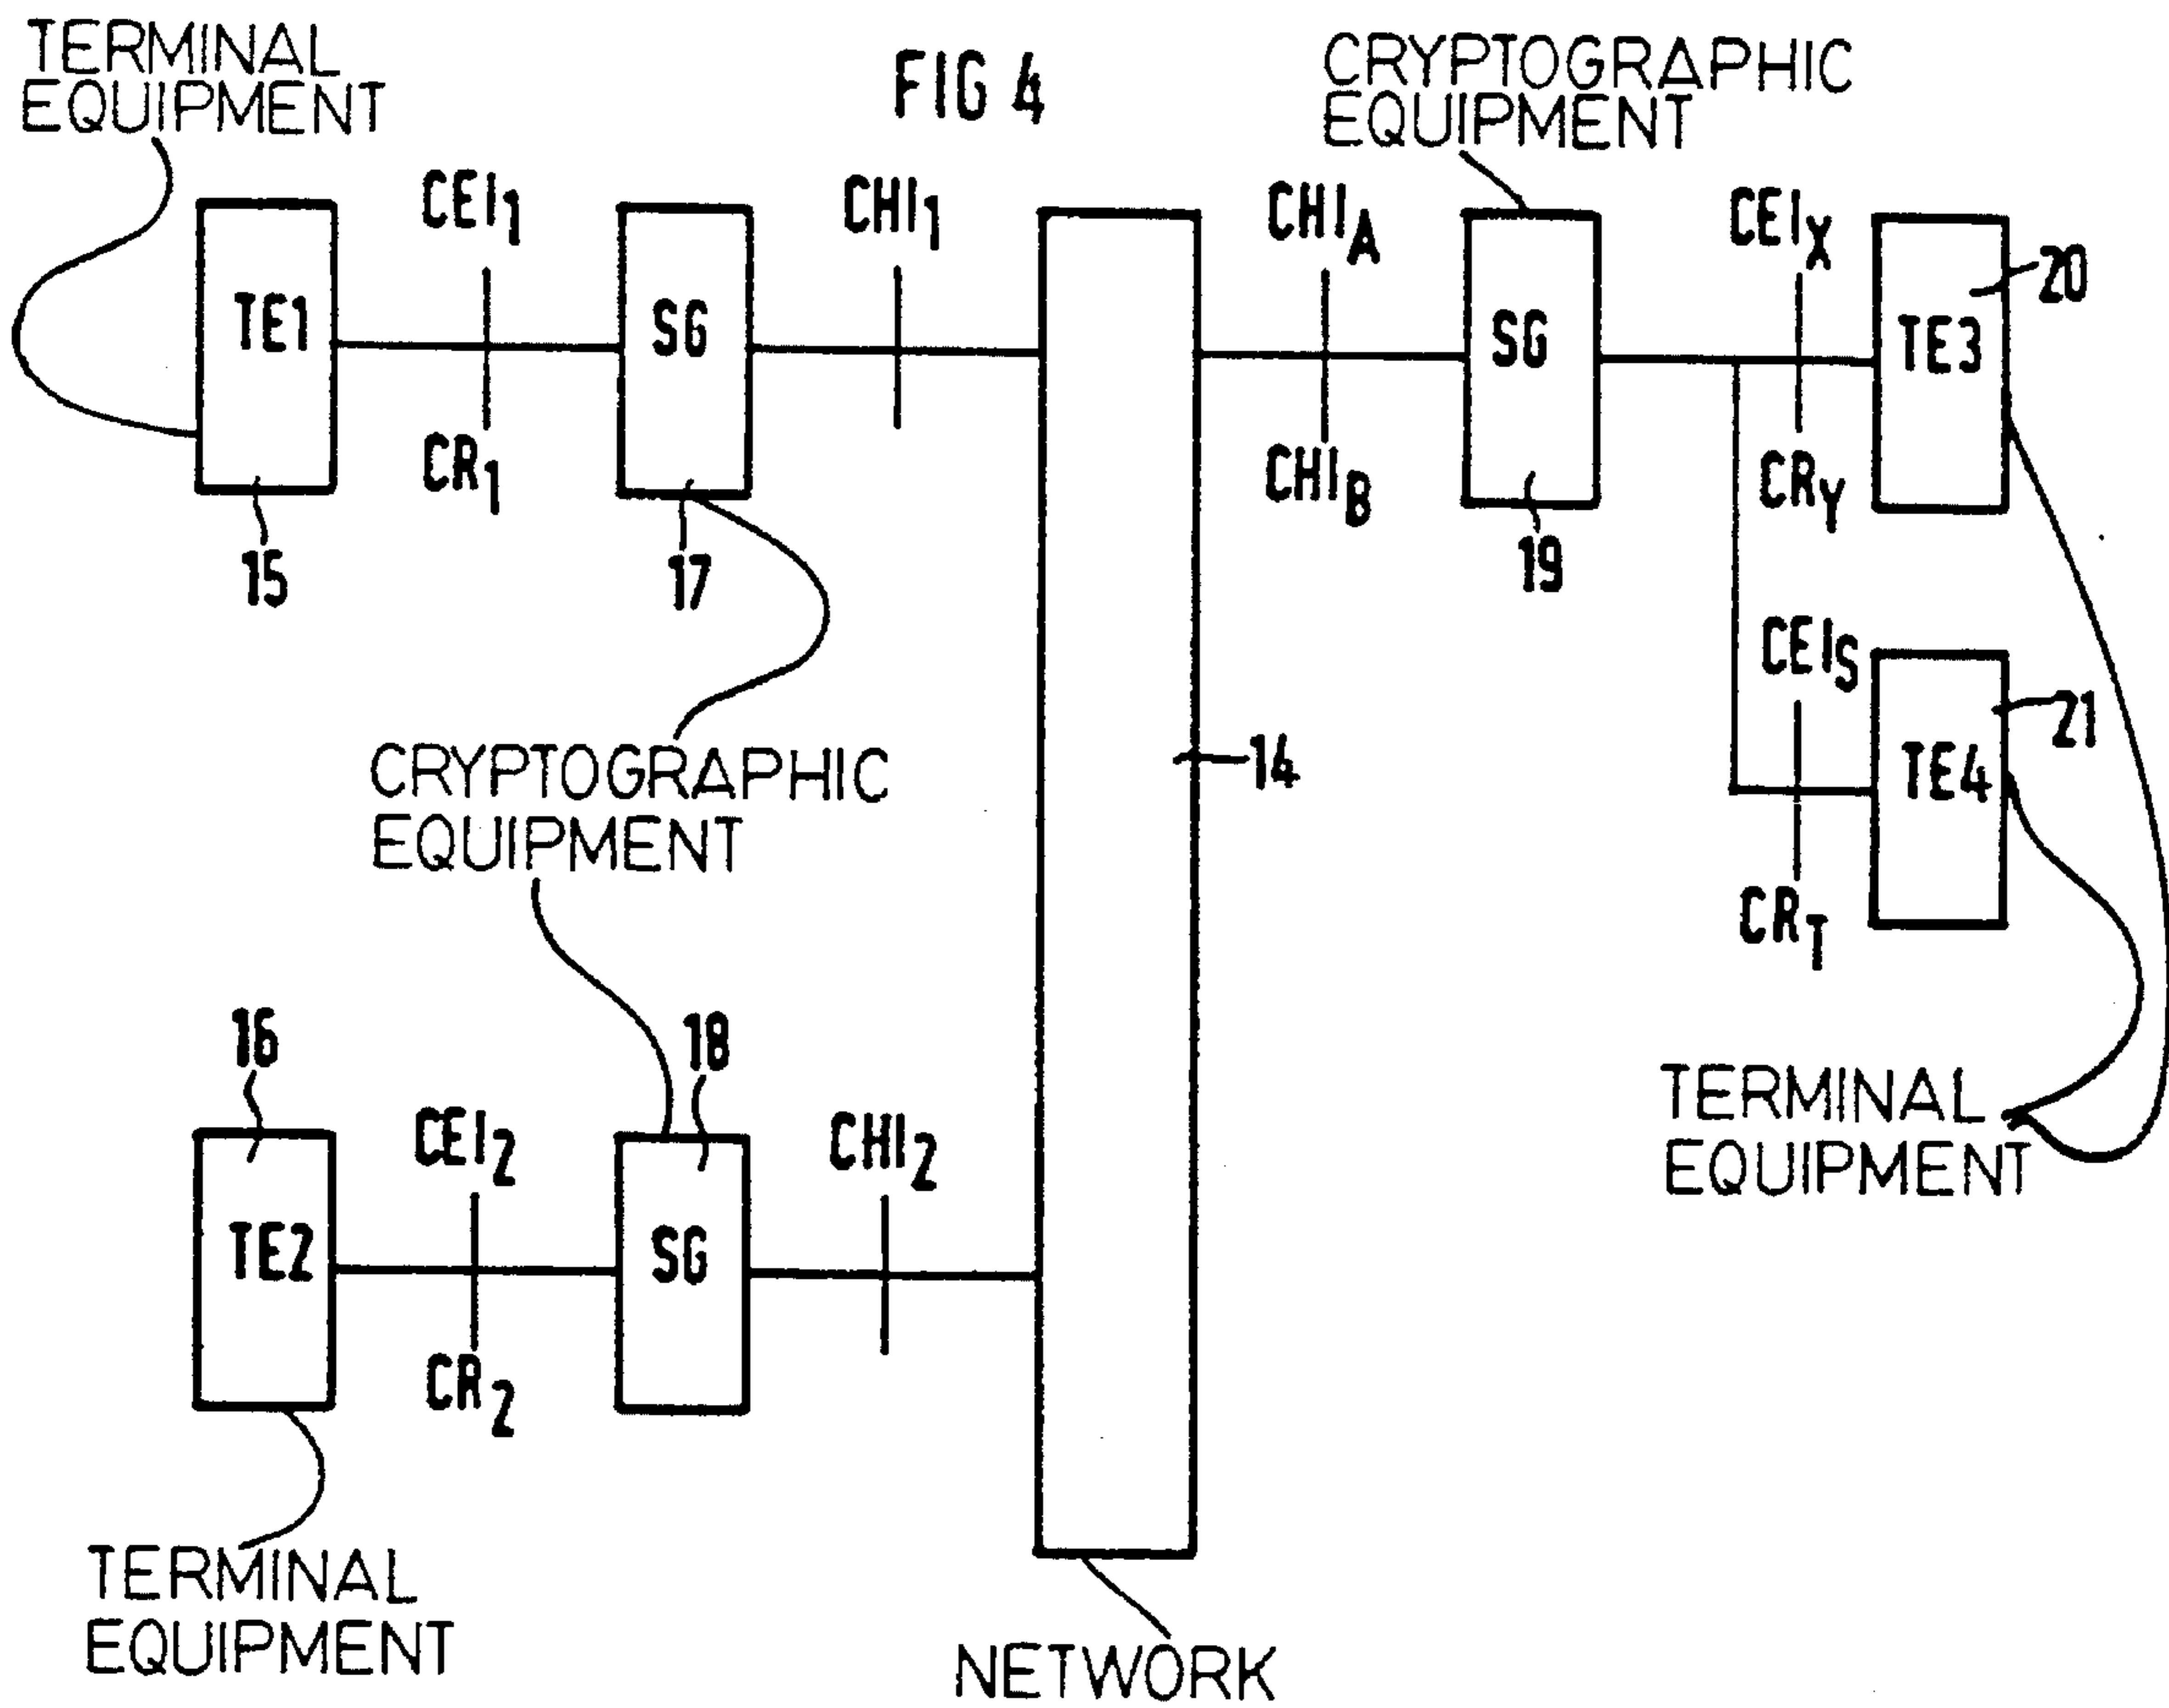 TERMINAL
EQUIPMENT
FIG 4
CRYPTOGRAPHIC
EQUIPMENT
CEI1
CHI1
CHIA
CEIX
20
TE1
SG
SG
TE3
CR1
CHIB
CRY
15
17
19
CEIS
21
CRYPTOGRAPHIC
EQUIPMENT
14
TE4
CRT
16
18
CEI2
CHI2
TERMINAL
EQUIPMENT
TE2
SG
CR2
TERMINAL
EQUIPMENT
NETWORK